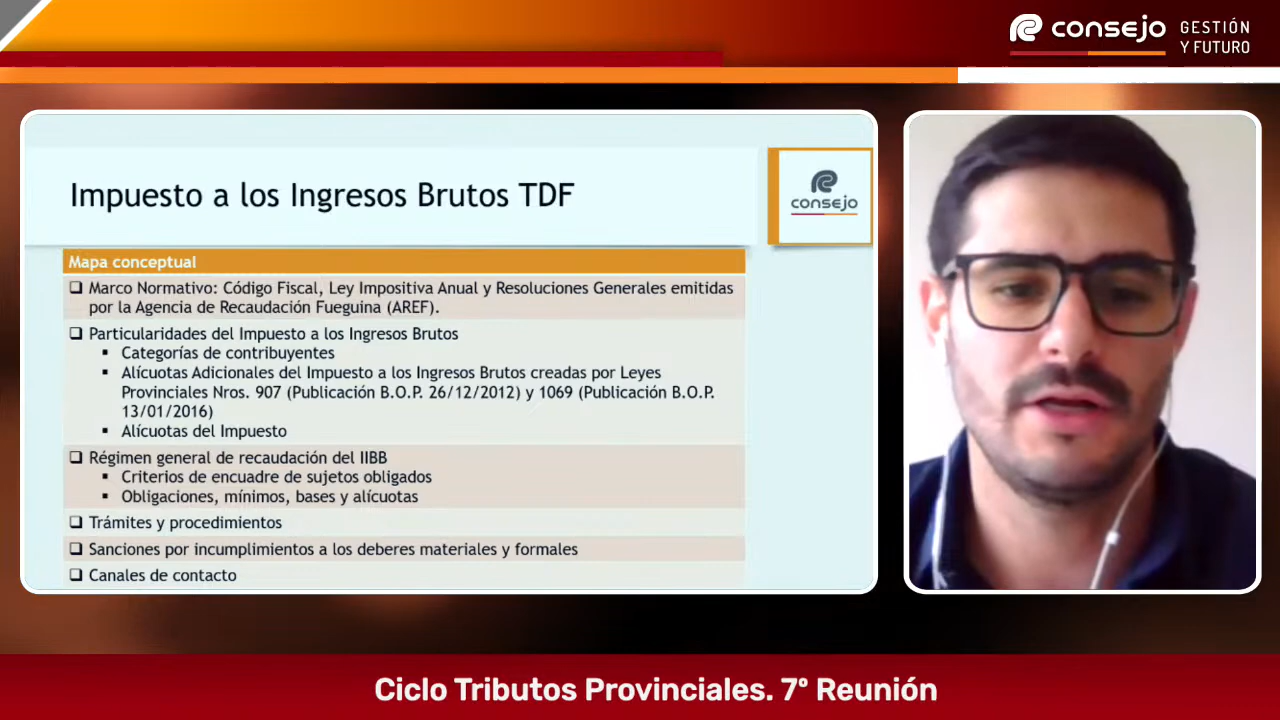 consejo GESTIÓN
Y FUTURO
Impuesto a los Ingresos Brutos TDF
consejo
Mapa conceptual
❑ Marco Normativo: Código Fiscal, Ley Impositiva Anual y Resoluciones Generales emitidas
por la Agencia de Recaudación Fueguina (AREF).
❑ Particularidades del Impuesto a los Ingresos Brutos
▪ Categorías de contribuyentes
▪ Alícuotas Adicionales del Impuesto a los Ingresos Brutos creadas por Leyes
Provinciales Nros. 907 (Publicación B.O.P. 26/12/2012) y 1069 (Publicación B.O.P.
13/01/2016)
▪ Alícuotas del Impuesto
❑ Régimen general de recaudación del IIBB
▪ Criterios de encuadre de sujetos obligados
▪ Obligaciones, mínimos, bases y alícuotas
❑ Trámites y procedimientos
❑ Sanciones por incumplimientos a los deberes materiales y formales
❑ Canales de contacto
Ciclo Tributos Provinciales. 7º Reunión